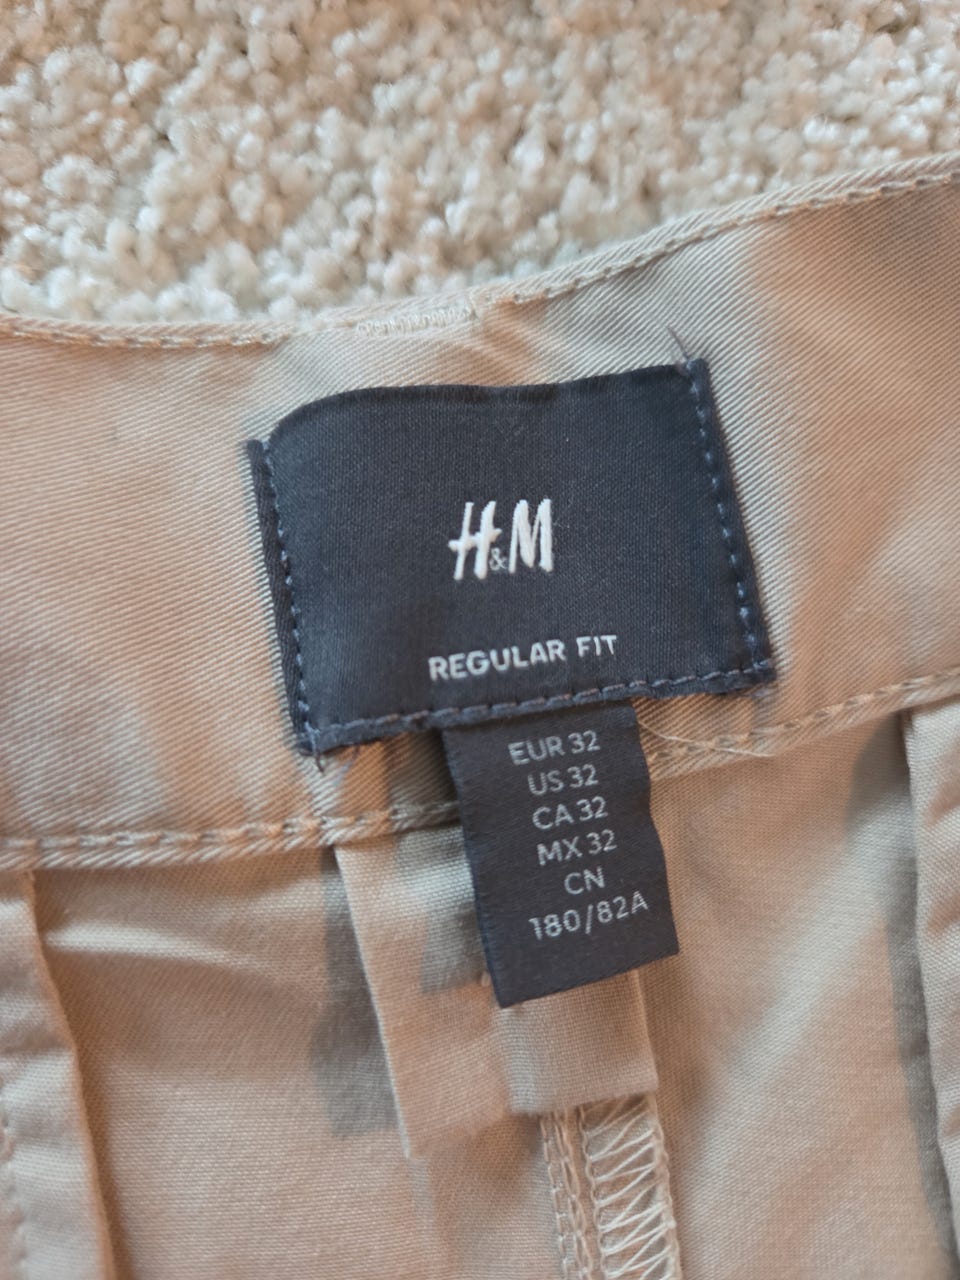 H&M
REGULAR FIT
EUR 32
US 32
CA 32
MX 32
CN
180/82A